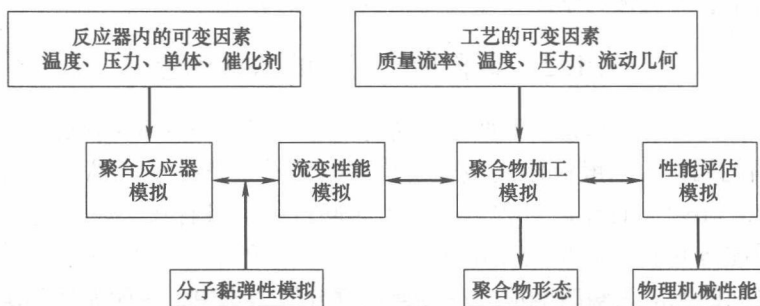 反应器内的可变因素
温度、压力、单体、催化剂
工艺的可变因素
质量流率、温度、压力、流动几何
聚合反应器
模拟
流变性能
模拟
聚合物加工
模拟
性能评估
模拟
分子黏弹性模拟
聚合物形态
物理机械性能